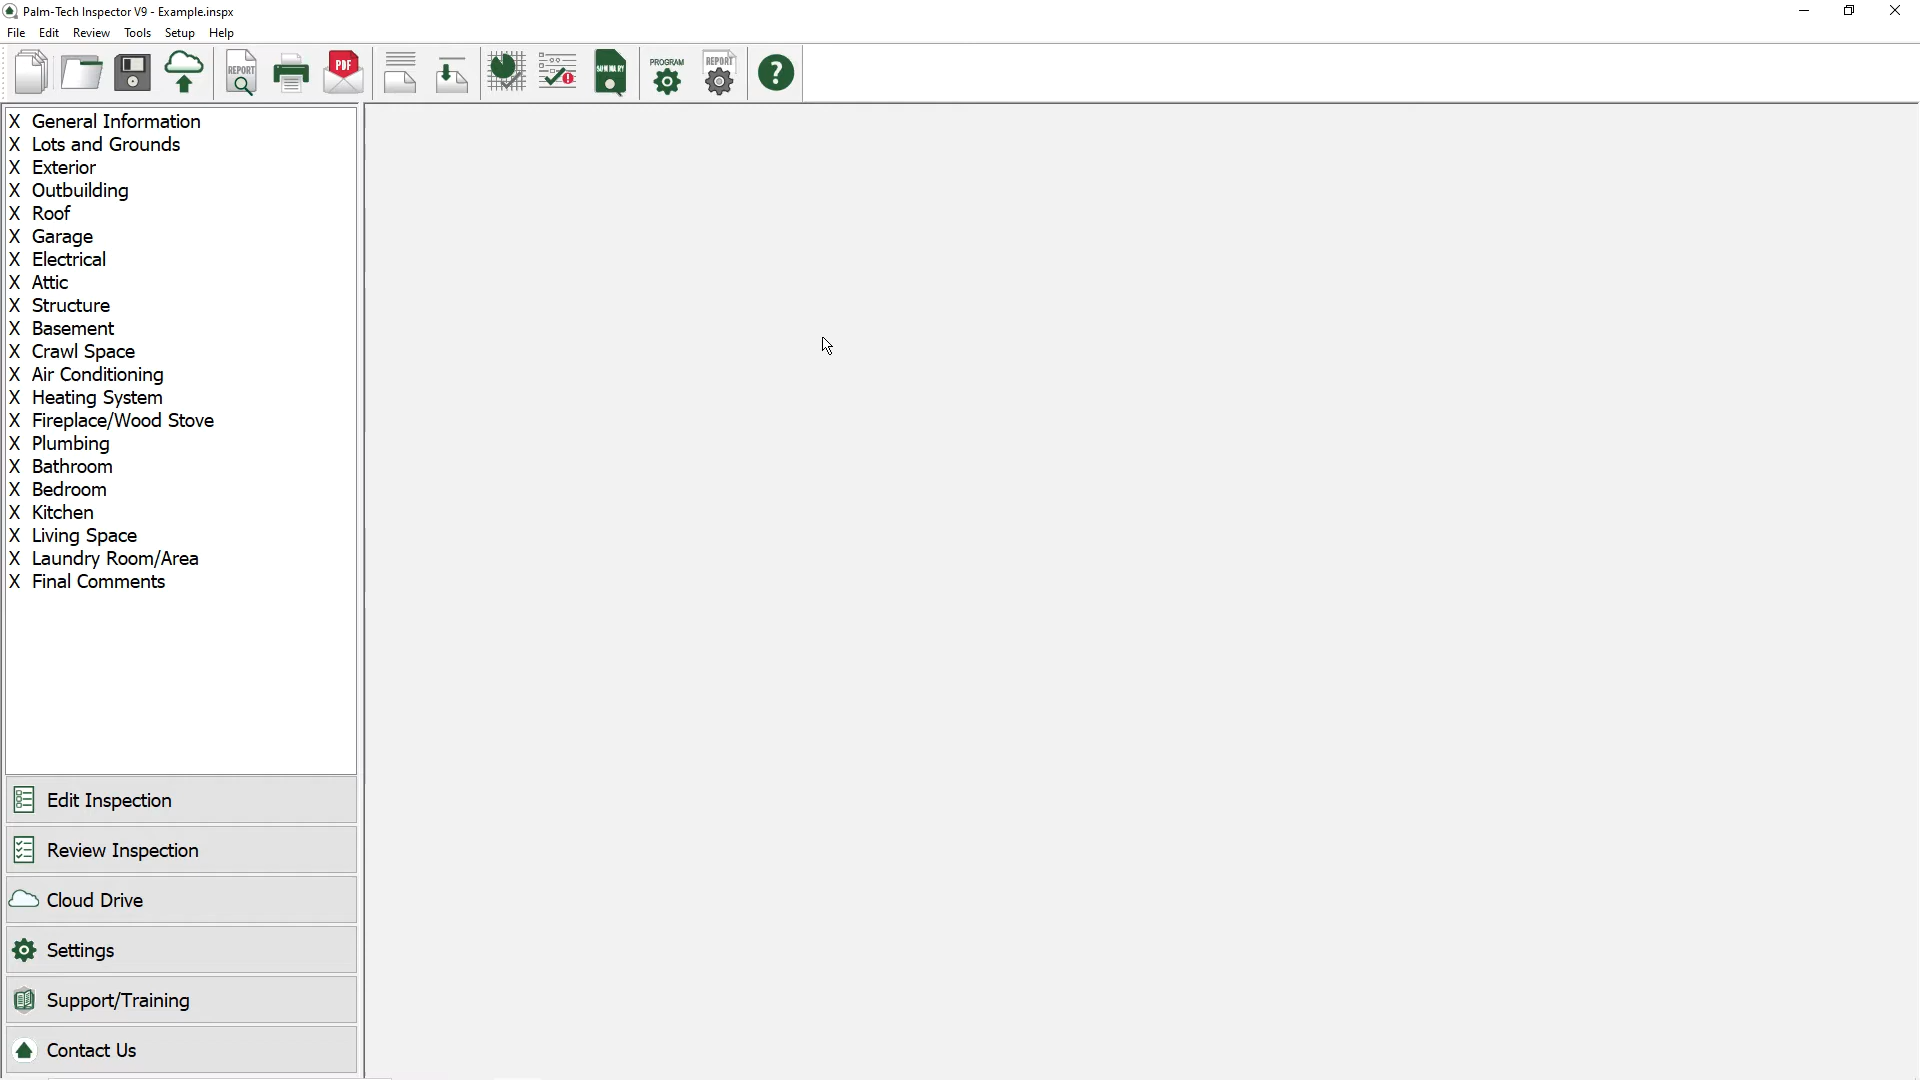 Palm-Tech Inspector V9 - Example.inspx
File Edit Review Tools Setup Help
REPORT
PDF
SUMMARY
PROGRAM
REPORT
?
X General Information
X Lots and Grounds
X Exterior
X Outbuilding
X Roof
X Garage
X Electrical
X Attic
X Structure
X Basement
X Crawl Space
X Air Conditioning
X Heating System
X Fireplace/Wood Stove
X Plumbing
X Bathroom
X Bedroom
X Kitchen
X Living Space
X Laundry Room/Area
X Final Comments
Edit Inspection
Review Inspection
Cloud Drive
Settings
Support/Training
Contact Us